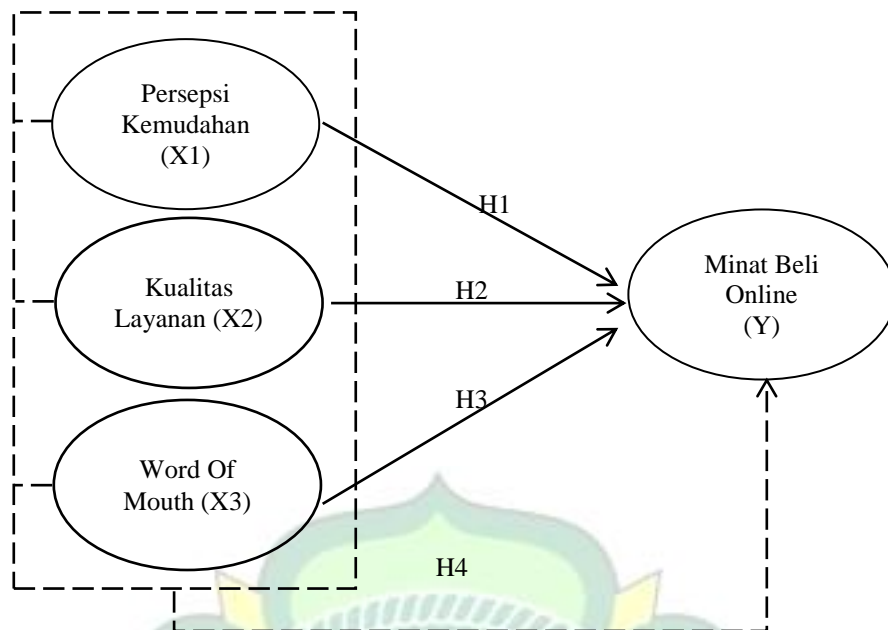 Persepsi
Kemudahan
(X1)
H1
Kualitas
Layanan (X2)
H2
Minat Beli
Online
(Y)
H3
Word Of
Mouth (X3)
H4